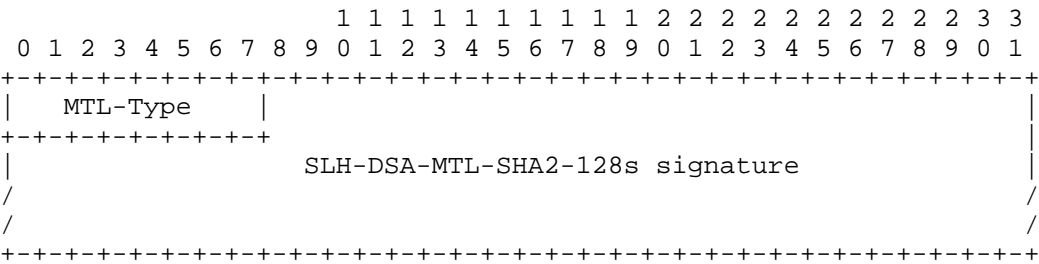 1 1 1 1 1 1 1 1 1 1 2 2 2 2 2 2 2 2 2 2 3 3
 0 1 2 3 4 5 6 7 8 9 0 1 2 3 4 5 6 7 8 9 0 1 2 3 4 5 6 7 8 9 0 1
+-+-+-+-+-+-+-+-+-+-+-+-+-+-+-+-+-+-+-+-+-+-+-+-+-+-+-+-+-+-+-+-+
|   MTL-Type    |                                               |
+-+-+-+-+-+-+-+-+                                               |
|                  SLH-DSA-MTL-SHA2-128s signature              |
/                                                               /
/                                                               /
+-+-+-+-+-+-+-+-+-+-+-+-+-+-+-+-+-+-+-+-+-+-+-+-+-+-+-+-+-+-+-+-+